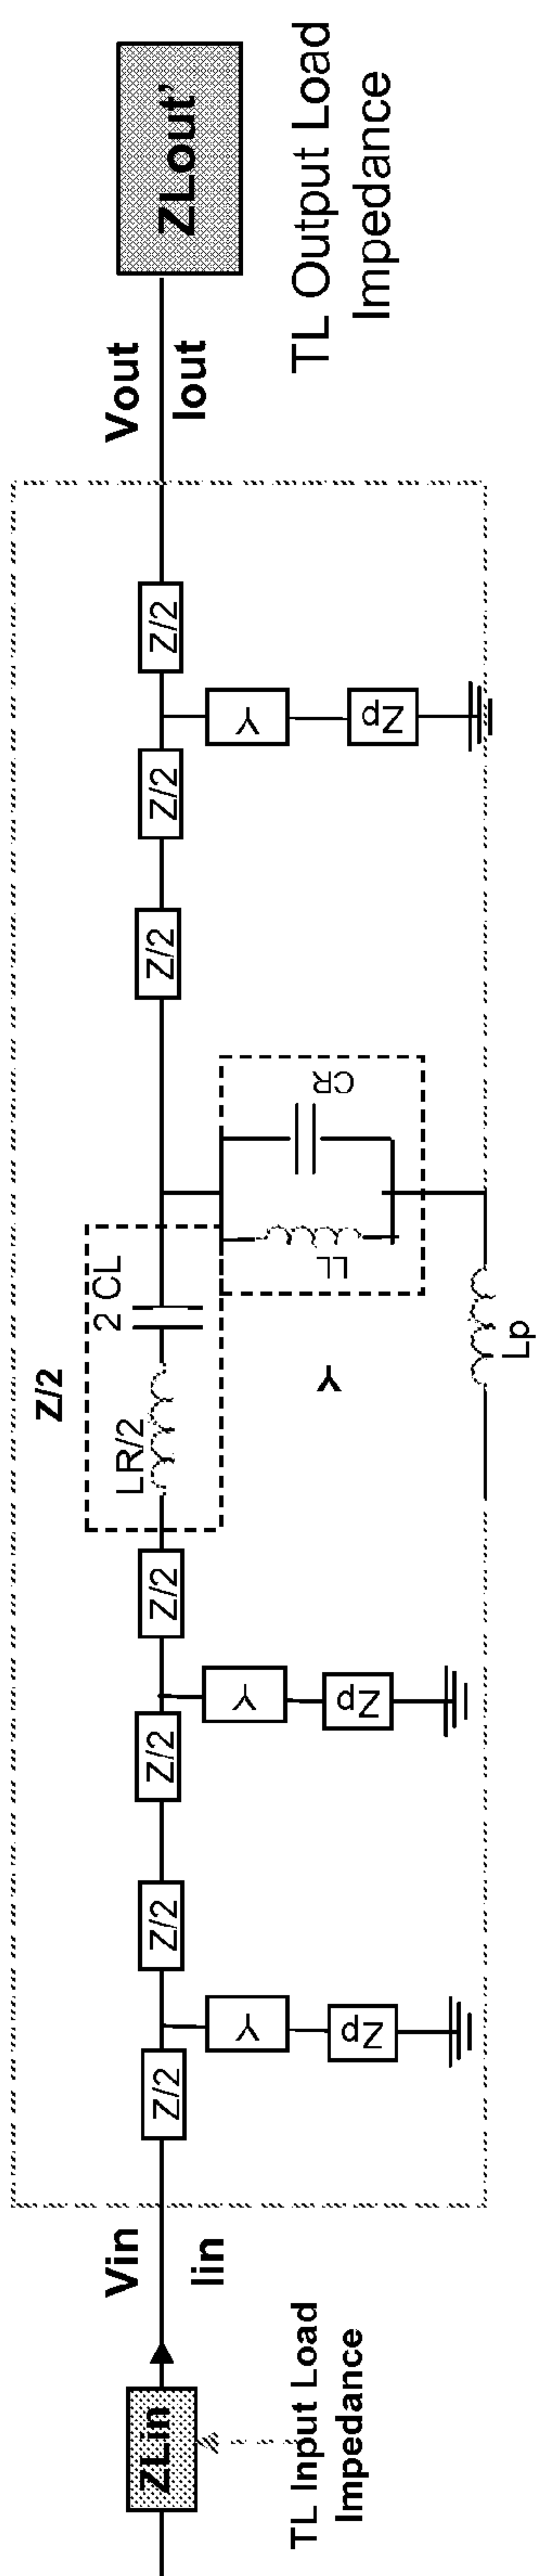 ZLin
TL Input Load
Impedance
Vin
Iin
Z/2
Y
Zp
Z/2
Z/2
Y
Zp
Z/2
Z/2
LR/2
2 CL
Y
LL
CR
Lp
Z/2
Z/2
Y
Zp
Z/2
Vout
Iout
ZLout'
TL Output Load
Impedance